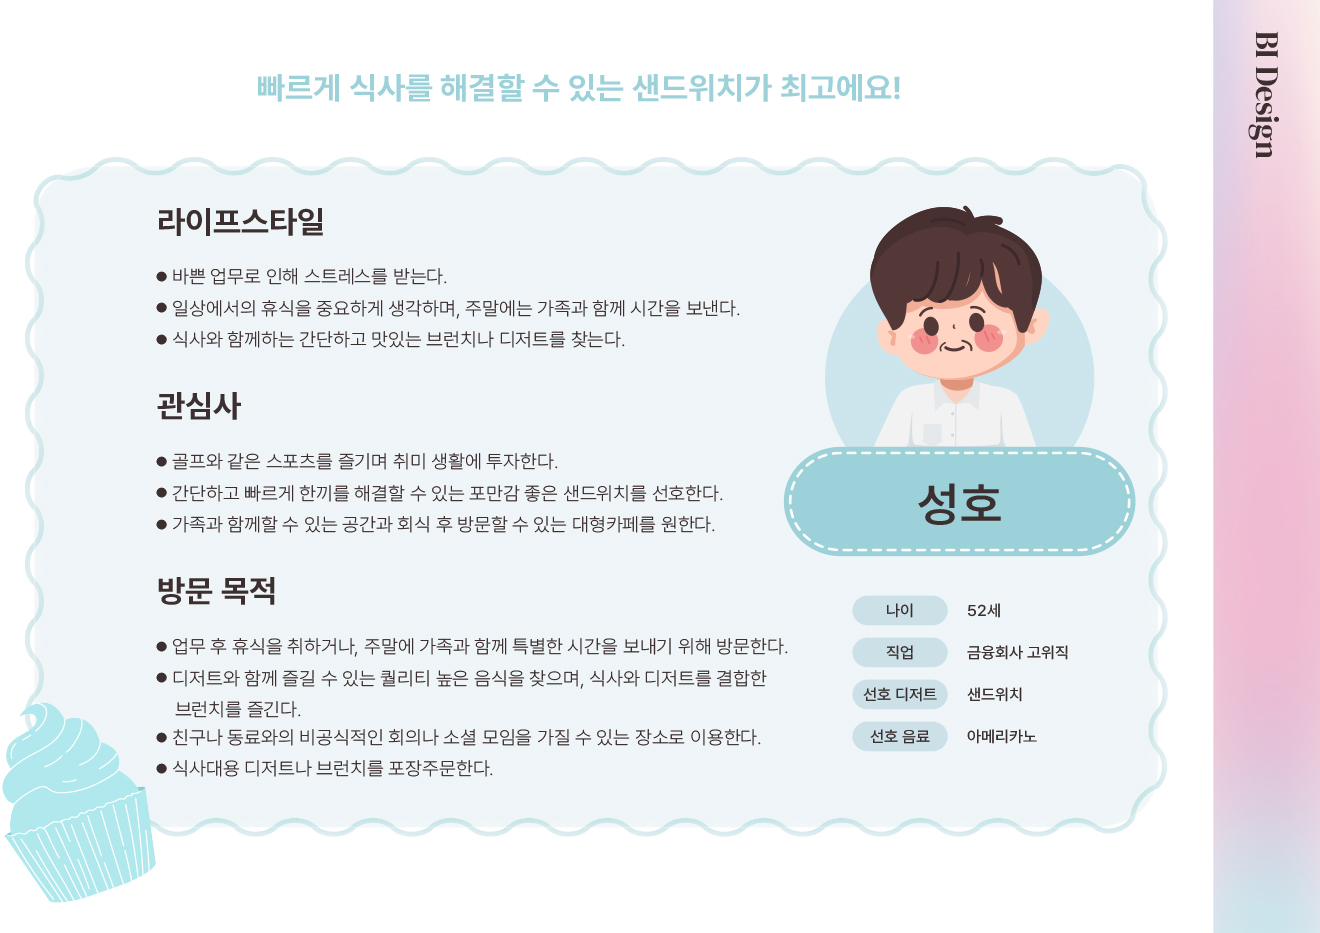 빠르게 식사를 해결할 수 있는 샌드위치가 최고에요!
BI Design
라이프스타일
● 바쁜 업무로 인해 스트레스를 받는다.
● 일상에서의 휴식을 중요하게 생각하며, 주말에는 가족과 함께 시간을 보낸다.
● 식사와 함께하는 간단하고 맛있는 브런치나 디저트를 찾는다.
관심사
● 골프와 같은 스포츠를 즐기며 취미 생활에 투자한다.
● 간단하고 빠르게 한끼를 해결할 수 있는 포만감 좋은 샌드위치를 선호한다.
● 가족과 함께할 수 있는 공간과 회식 후 방문할 수 있는 대형카페를 원한다.
방문 목적
● 업무 후 휴식을 취하거나, 주말에 가족과 함께 특별한 시간을 보내기 위해 방문한다.
● 디저트와 함께 즐길 수 있는 퀄리티 높은 음식을 찾으며, 식사와 디저트를 결합한
브런치를 즐긴다.
● 친구나 동료와의 비공식적인 회의나 소셜 모임을 가질 수 있는 장소로 이용한다.
● 식사대용 디저트나 브런치를 포장주문한다.
성호
나이 52세
직업 금융회사 고위직
선호 디저트 샌드위치
선호 음료 아메리카노